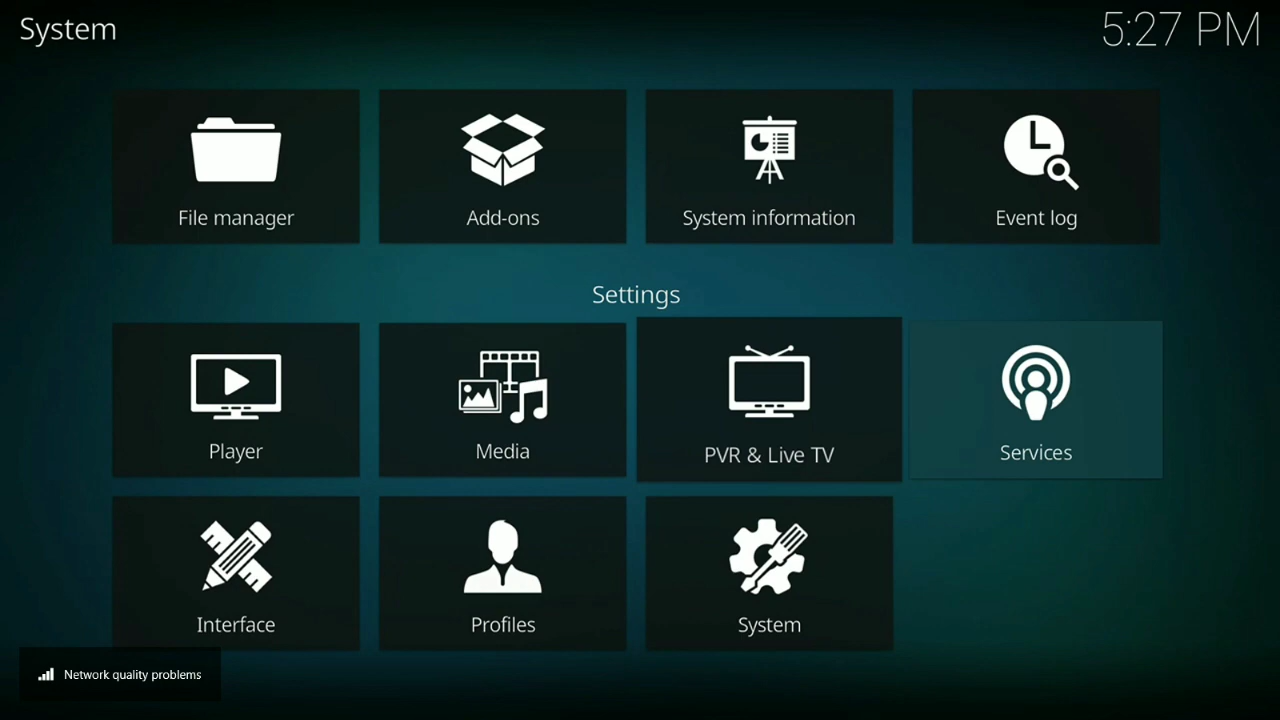 System
5:27 PM
File manager
Add-ons
System information
Event log
Settings
Player
Media
PVR & Live TV
Services
Interface
Profiles
System
Network quality problems